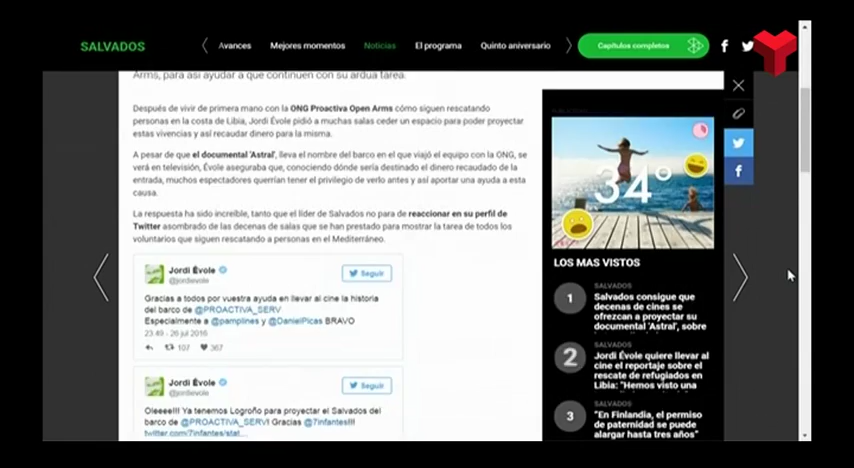 SALVADOS
Avances
Mejores momentos
Noticias
El programa
Quinto aniversario
Capítulos completos
Arms, para así ayudar a que continúen con su ardua tarea.
Después de vivir de primera mano con la ONG Proactiva Open Arms cómo siguen rescatando
personas en la costa de Libia, Jordi Évole pidió a muchas salas ceder un espacio para poder proyectar
estas vivencias y así recaudar dinero para la misma.
A pesar de que el documental 'Astral', lleva el nombre del barco en el que viajó el equipo con la ONG, se
verá en televisión, Évole aseguraba que, conociendo dónde sería destinado el dinero recaudado de la
entrada, muchos espectadores querrían tener el privilegio de verlo antes y así aportar una ayuda a esta
causa.
La respuesta ha sido increíble, tanto que el líder de Salvados no para de reaccionar en su perfil de
Twitter asombrado de las decenas de salas que se han prestado para mostrar la tarea de todos los
voluntarios que siguen rescatando a personas en el Mediterráneo.
Jordi Évole
@jordievole
Seguir
Gracias a todos por vuestra ayuda en llevar al cine la historia
del barco de @PROACTIVA_SERV
Especialmente a @pamplines y @DanielPicas BRAVO
23:49 - 26 jul 2016
107
367
Jordi Évole
@jordievole
Seguir
Oleeee!!! Ya tenemos Logroño para proyectar el Salvados del
barco de @PROACTIVA_SERV! Gracias @7infantes!!!
twitter.com/7infantes/stat...
34°
LOS MAS VISTOS
1
SALVADOS
Salvados consigue que
decenas de cines se
ofrezcan a proyectar su
documental 'Astral', sobre
2
SALVADOS
Jordi Évole quiere llevar al
cine el reportaje sobre el
rescate de refugiados en
Libia: "Hemos visto una
3
SALVADOS
"En Finlandia, el permiso
de paternidad se puede
alargar hasta tres años"